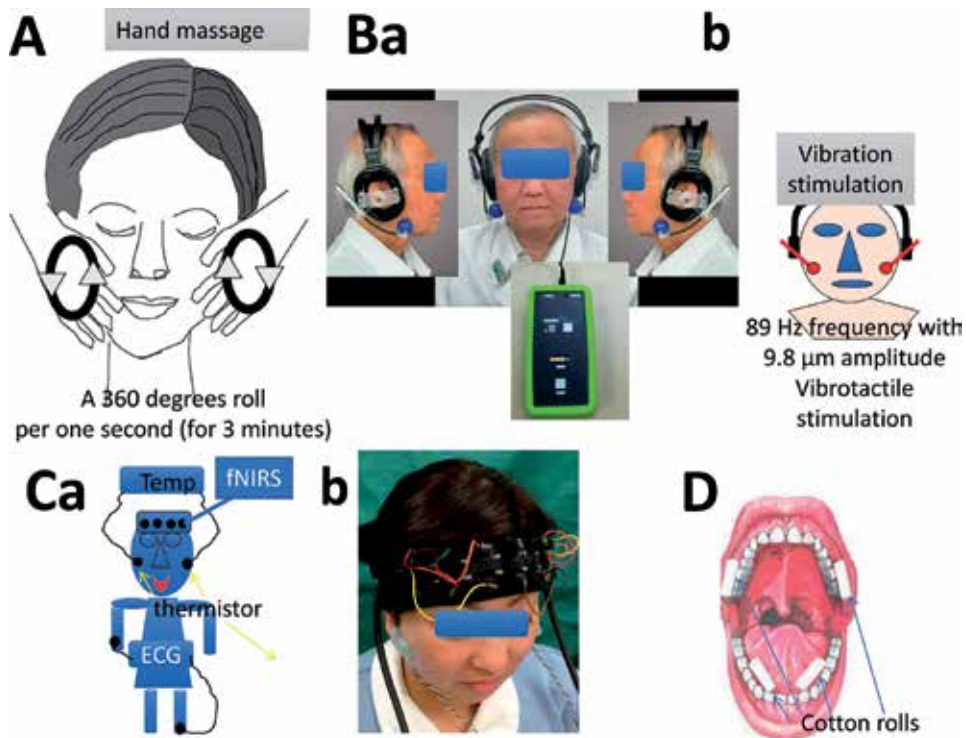 A
Hand massage
A 360 degrees roll
per one second (for 3 minutes)
Ba
b
Vibration
stimulation
89 Hz frequency with
9.8 µm amplitude
Vibrotactile
stimulation
Ca
Temp
fNIRS
thermistor
ECG
b
D
Cotton rolls